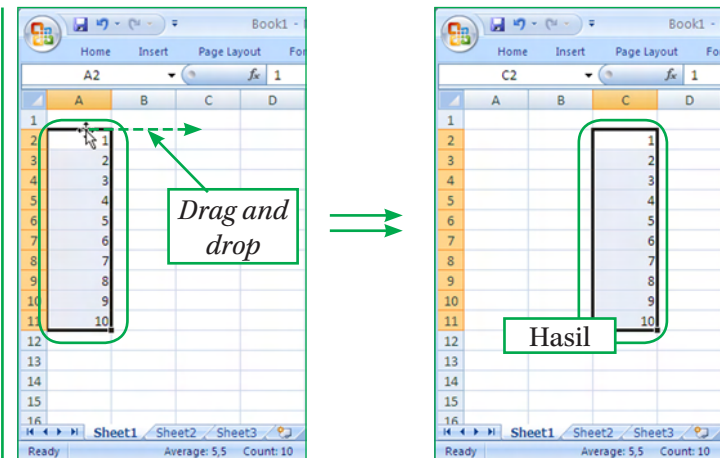 Book1 -
Home Insert Page Layout For
A2 fx 1
A B C D
1
2 1
3 2
4 3
5 4
6 5
7 6
8 7
9 8
10 9
11 10
12
13
14
15
16
Sheet1 Sheet2 Sheet3
Ready Average: 5,5 Count: 10
Drag and
drop
Book1 -
Home Insert Page Layout Fo
C2 fx 1
A B C D
1
2 1
3 2
4 3
5 4
6 5
7 6
8 7
9 8
10 9
11 10
12
13
14
15
16
Sheet1 Sheet2 Sheet3
Ready Average: 5,5 Count: 10
Hasil